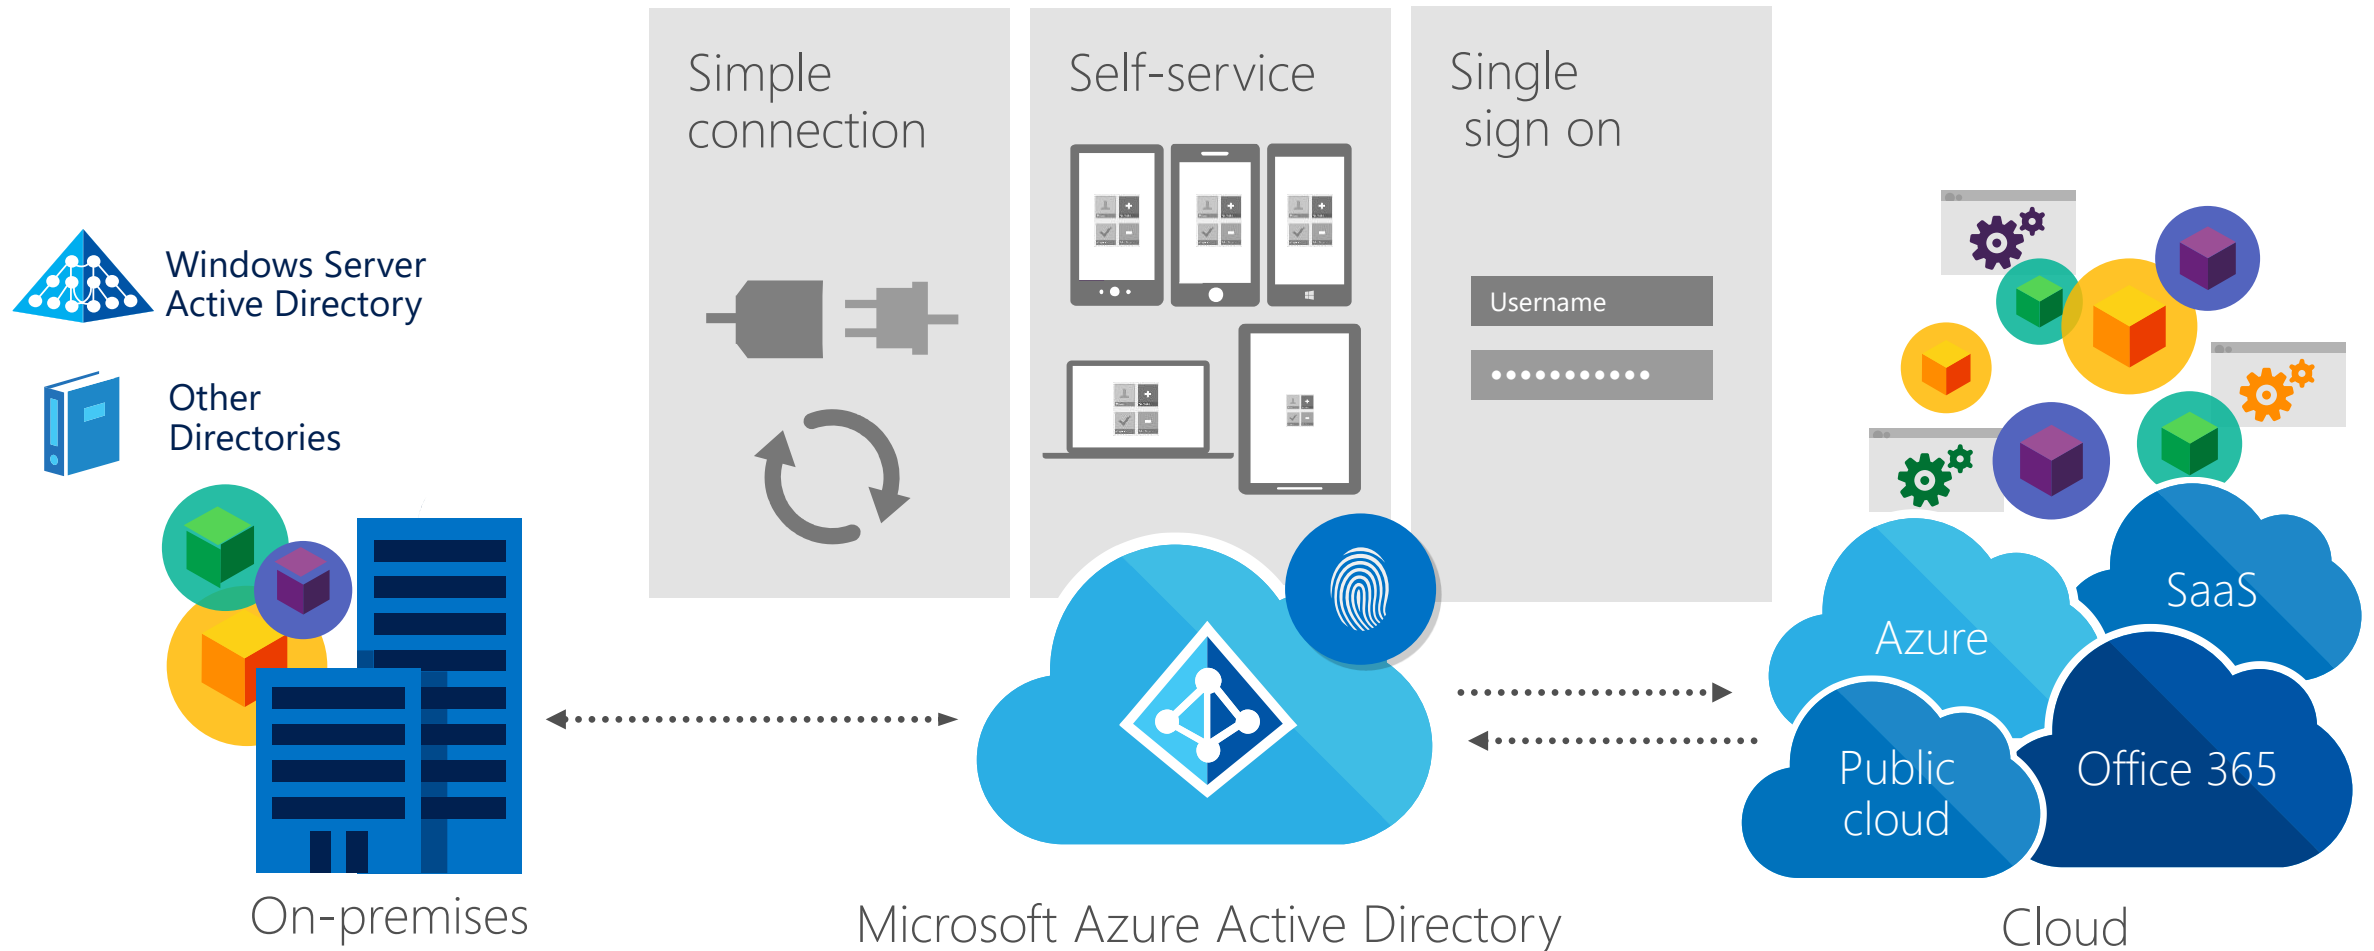 Simple
connection
Self-service
Single
sign on
Username
Windows Server
Active Directory
Other
Directories
SaaS
Azure
Public
cloud
Office 365
On-premises
Microsoft Azure Active Directory
Cloud